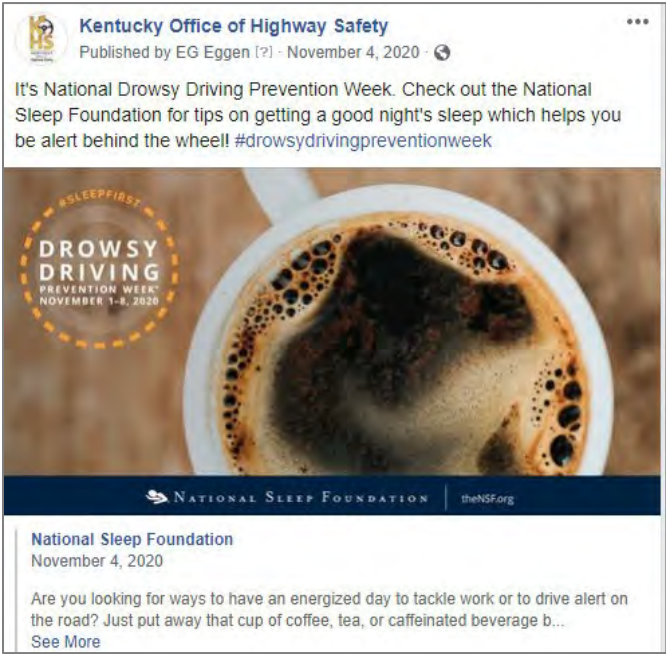 Kentucky Office of Highway Safety
Published by EG Eggen [?] · November 4, 2020 ·
It's National Drowsy Driving Prevention Week. Check out the National
Sleep Foundation for tips on getting a good night's sleep which helps you
be alert behind the wheel! #drowsydrivingpreventionweek
#SLEEPFIRST
DROWSY
DRIVING
PREVENTION WEEK®
NOVEMBER 1-8, 2020
NATIONAL SLEEP FOUNDATION | theNSF.org
National Sleep Foundation
November 4, 2020
Are you looking for ways to have an energized day to tackle work or to drive alert on
the road? Just put away that cup of coffee, tea, or caffeinated beverage b...
See More